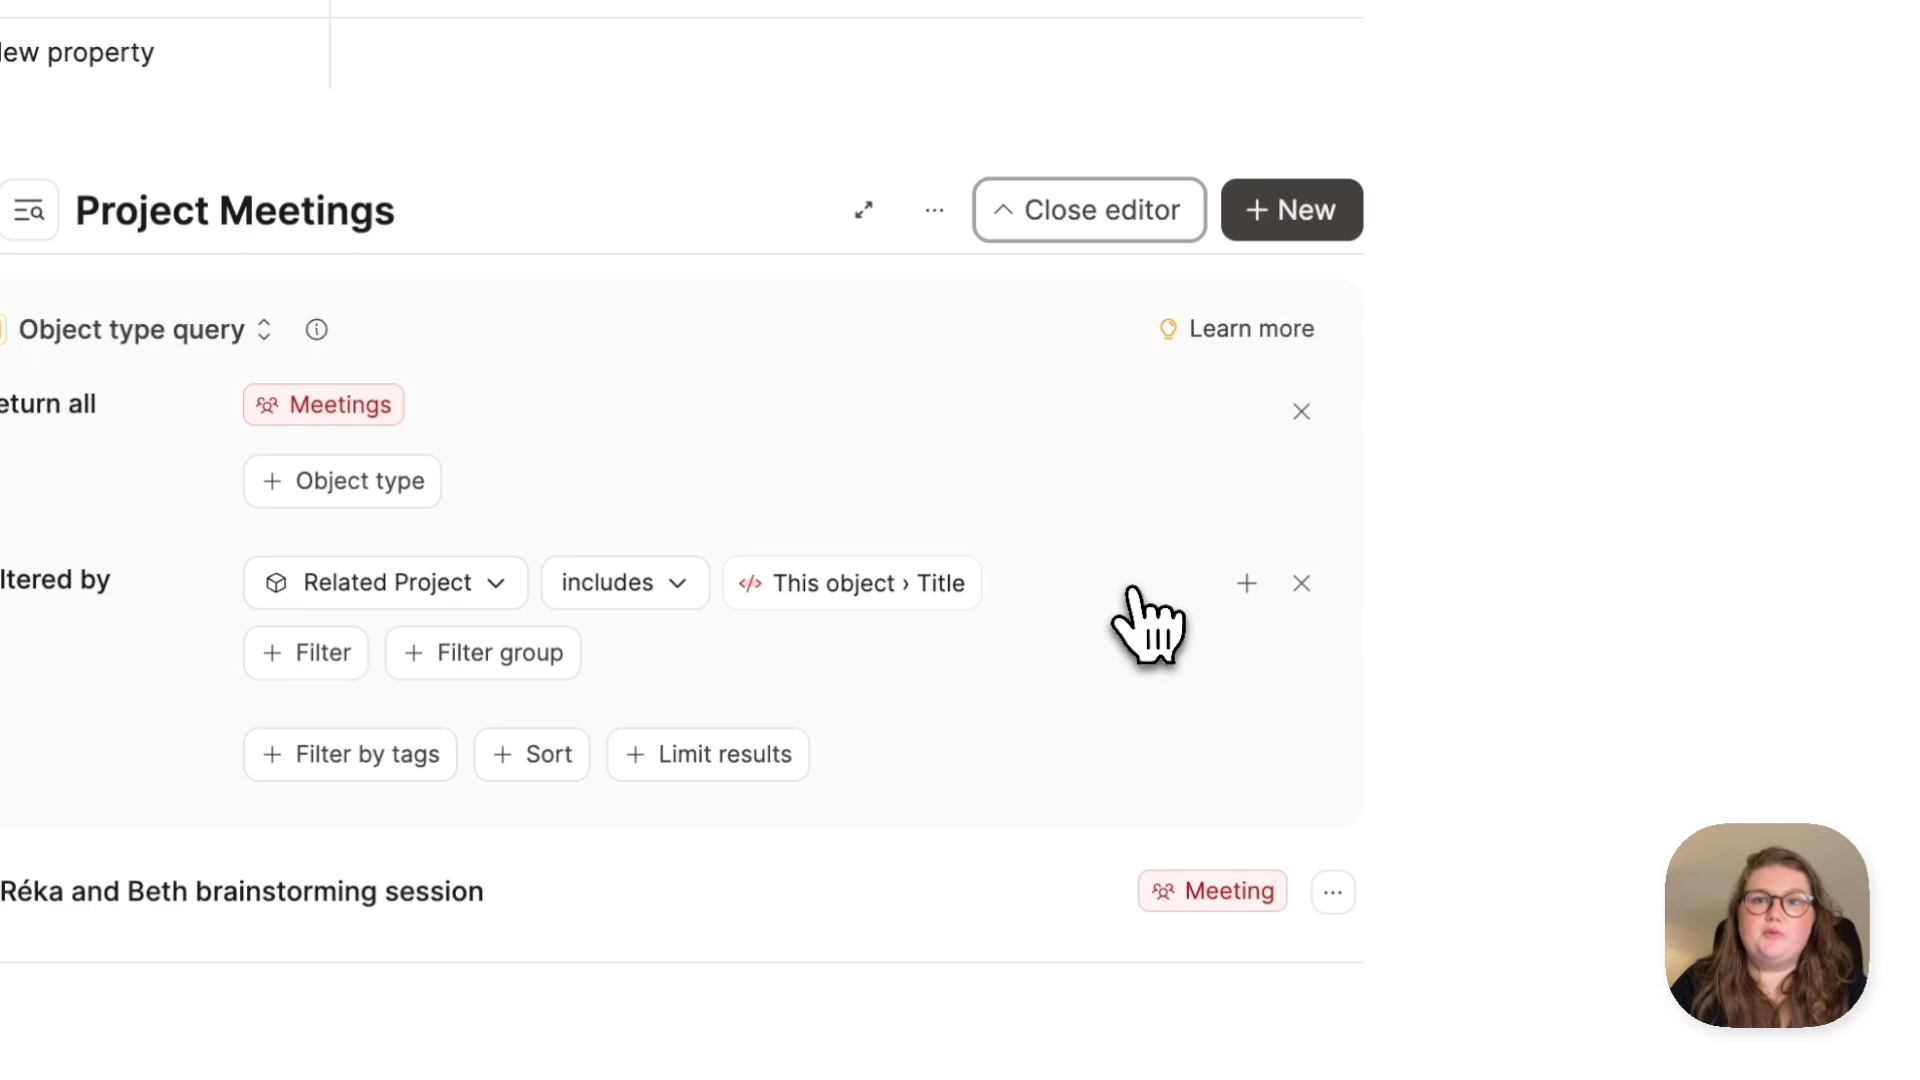 ew property
Project Meetings
Close editor
+ New
Object type query
Learn more
eturn all
Meetings
+ Object type
ltered by
Related Project
includes
</> This object › Title
+ Filter
+ Filter group
+ Filter by tags
+ Sort
+ Limit results
Réka and Beth brainstorming session
Meeting